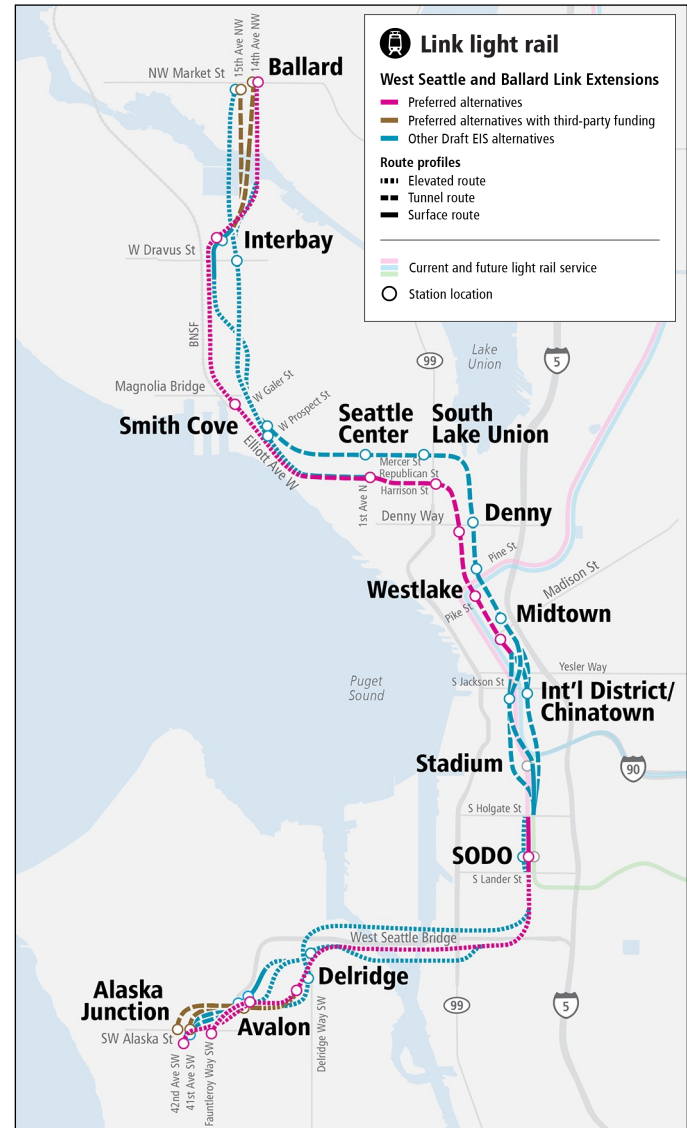 Link light rail
West Seattle and Ballard Link Extensions
Preferred alternatives
Preferred alternatives with third-party funding
Other Draft EIS alternatives
Route profiles
Elevated route
Tunnel route
Surface route
Current and future light rail service
Station location
15th Ave NW
14th Ave NW
NW Market St
Ballard
Interbay
W Dravus St
BNSF
99
Lake
Union
5
Magnolia Bridge
W Galer St
W Prospect St
Smith Cove
Elliott Ave W
Seattle
Center
South
Lake Union
Mercer St
Republican St
Harrison St
1st Ave N
Denny Way
Denny
Pine St
Madison St
Westlake
Pike St
Midtown
Yesler Way
S Jackson St
Puget
Sound
Int'l District/
Chinatown
Stadium
90
S Holgate St
SODO
S Lander St
West Seattle Bridge
Delridge
Alaska
Junction
Avalon
SW Alaska St
99
5
42nd Ave SW
41st Ave SW
Fauntleroy Way SW
Delridge Way SW